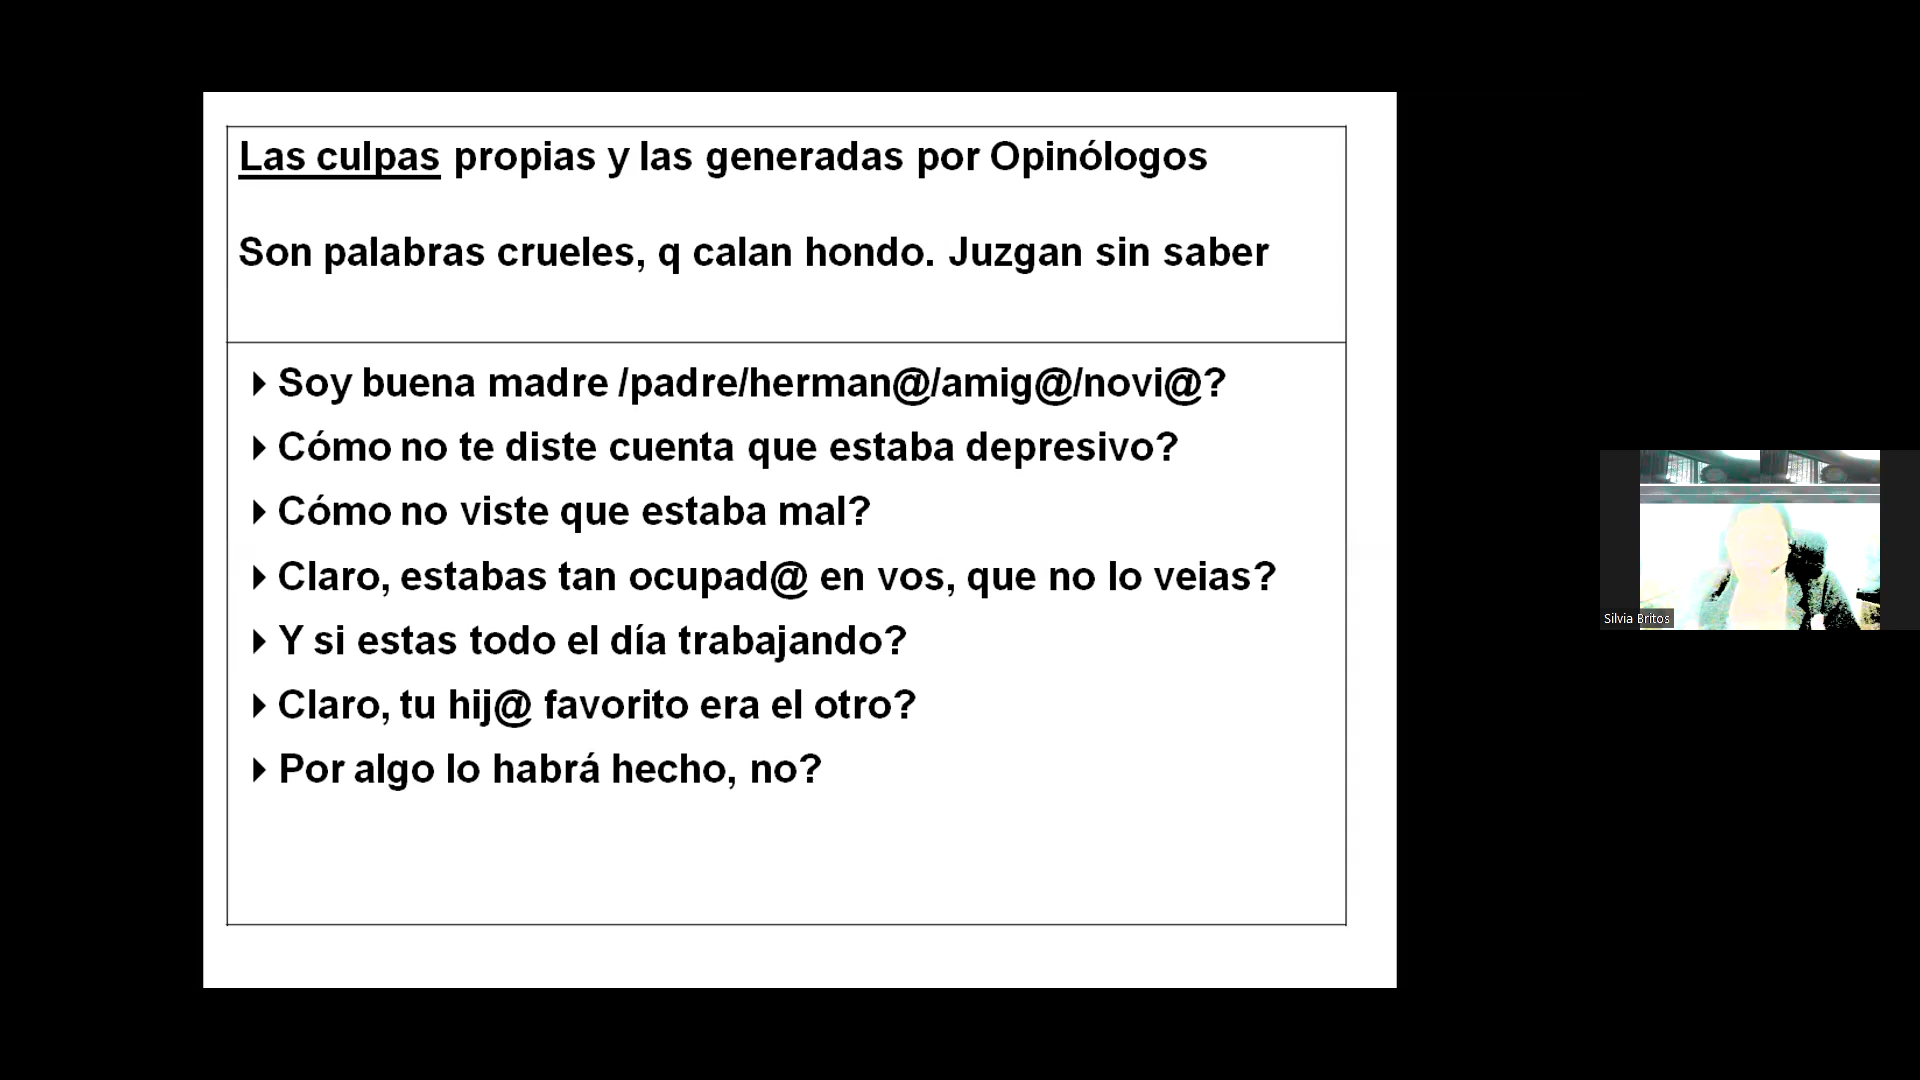 Las culpas propias y las generadas por Opinólogos
Son palabras crueles, q calan hondo. Juzgan sin saber
Soy buena madre /padre/herman@/amig@/novi@?
Cómo no te diste cuenta que estaba depresivo?
Cómo no viste que estaba mal?
Claro, estabas tan ocupad@ en vos, que no lo veias?
Y si estas todo el día trabajando?
Claro, tu hij@ favorito era el otro?
Por algo lo habrá hecho, no?
Silvia Britos